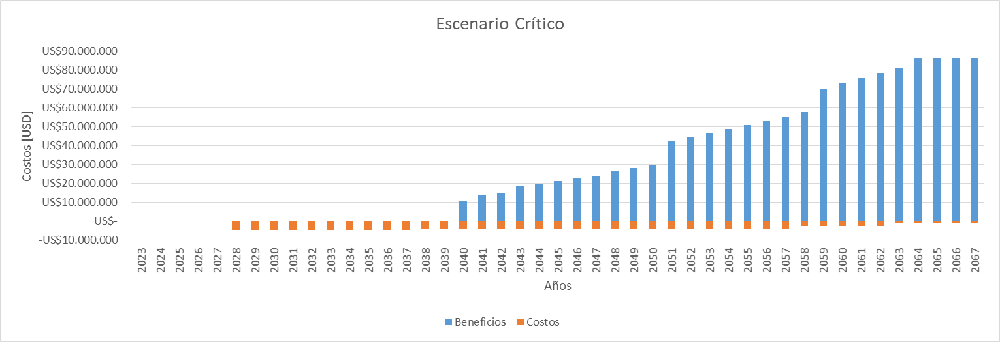 Escenario Crítico
US$90.000.000
US$80.000.000
US$70.000.000
US$60.000.000
US$50.000.000
US$40.000.000
US$30.000.000
US$20.000.000
US$10.000.000
US$-
-US$10.000.000
Costos [USD]
2023 2024 2025 2026 2027 2028 2029 2030 2031 2032 2033 2034 2035 2036 2037 2038 2039 2040 2041 2042 2043 2044 2045 2046 2047 2048 2049 2050 2051 2052 2053 2054 2055 2056 2057 2058 2059 2060 2061 2062 2063 2064 2065 2066 2067
Años
Beneficios Costos